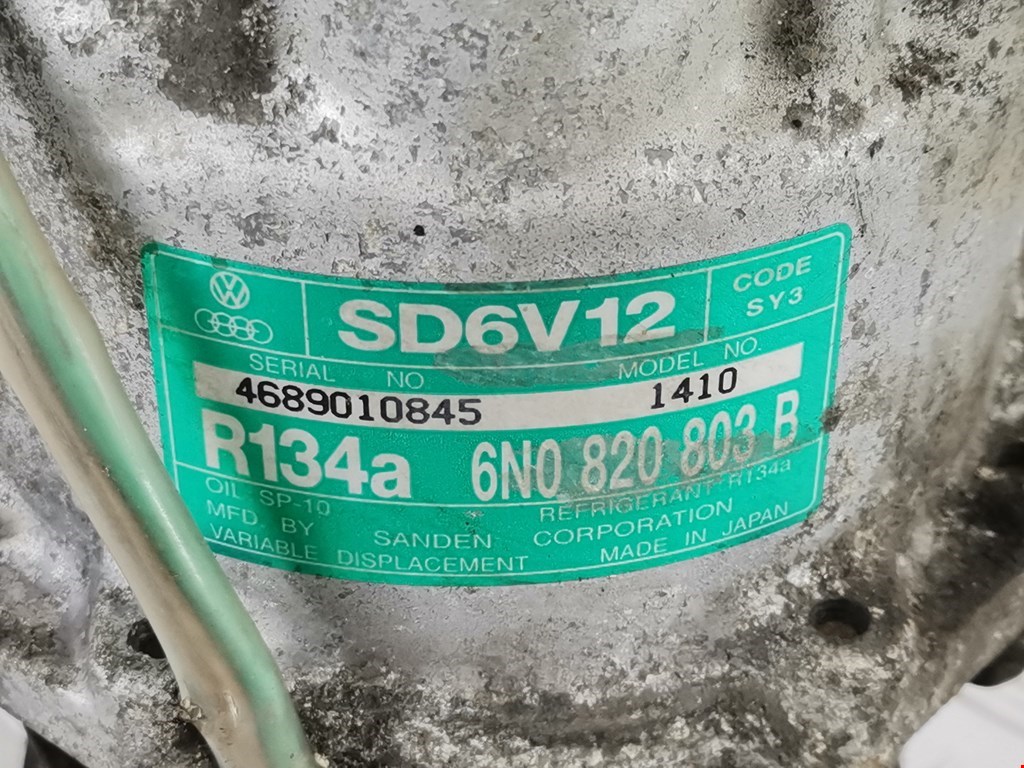 SD6V12
CODE
SY3
SERIAL NO
MODEL NO.
4689010845
1410
R134a
6N0 820 803 B
OIL SP-10
REFRIGERANT R134a
MFD. BY SANDEN CORPORATION
VARIABLE DISPLACEMENT
MADE IN JAPAN